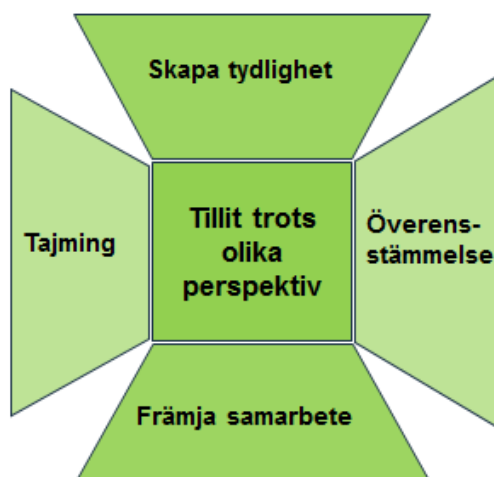 Skapa tydlighet
Tajming
Tillit trots
olika
perspektiv
Överens-
stämmelse
Främja samarbete